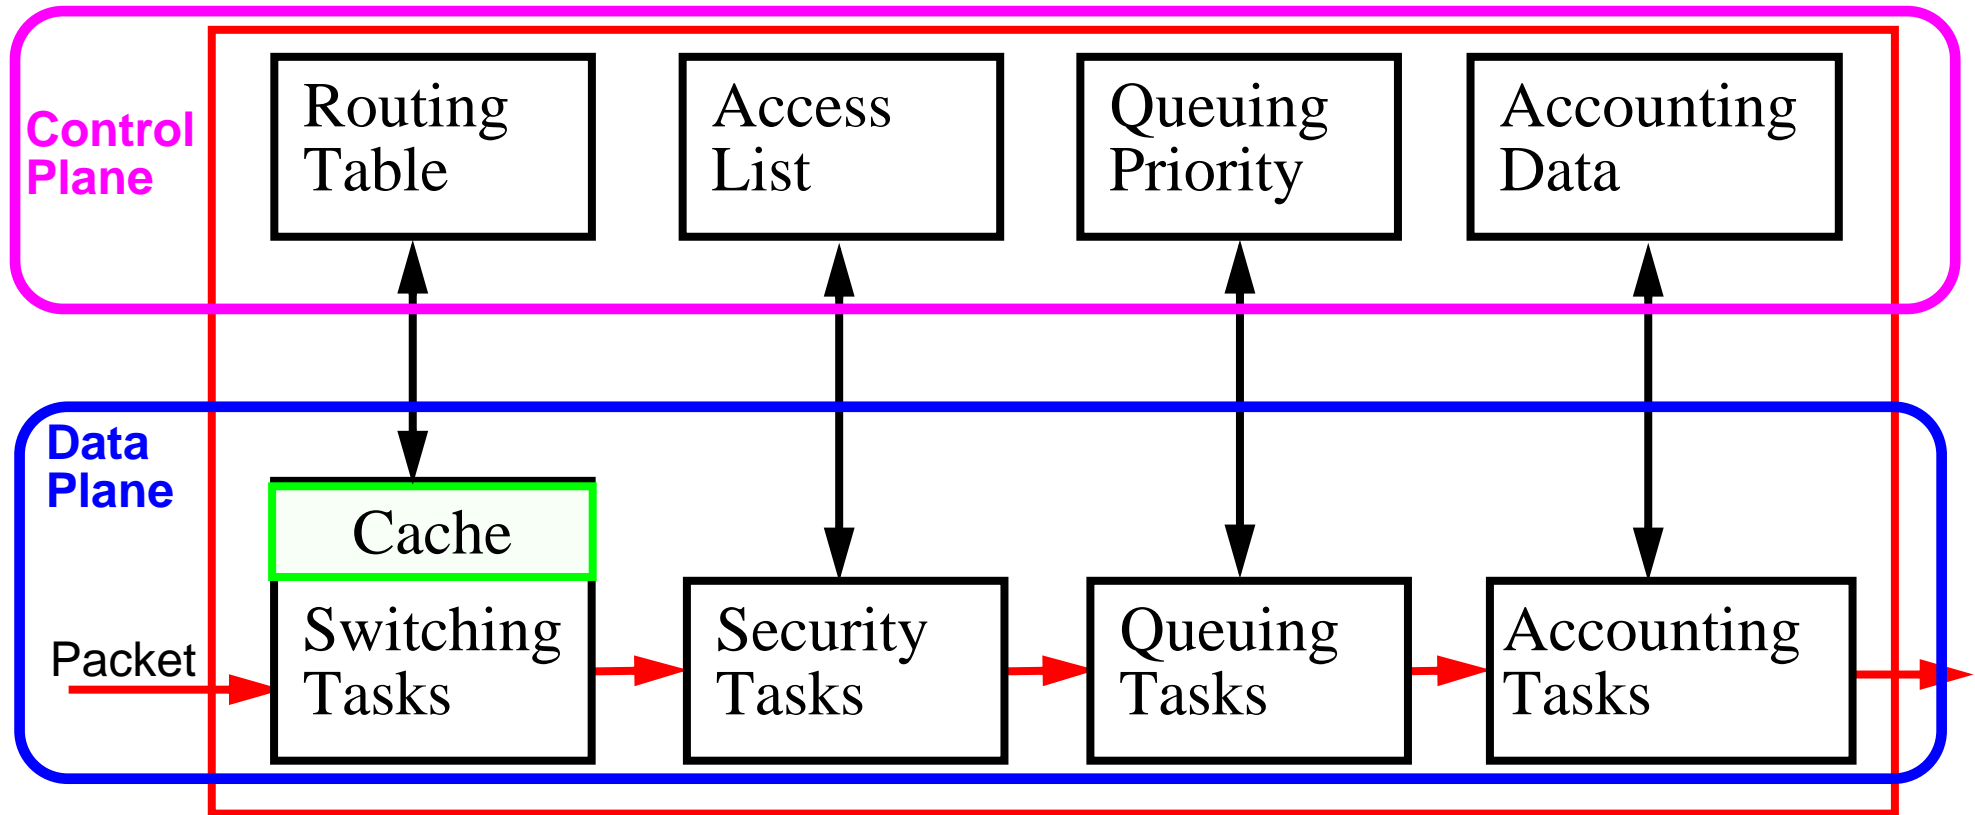 Control
Plane
Routing
Table
Access
List
Queuing
Priority
Accounting
Data
Data
Plane
Cache
Packet
Switching
Tasks
Security
Tasks
Queuing
Tasks
Accounting
Tasks